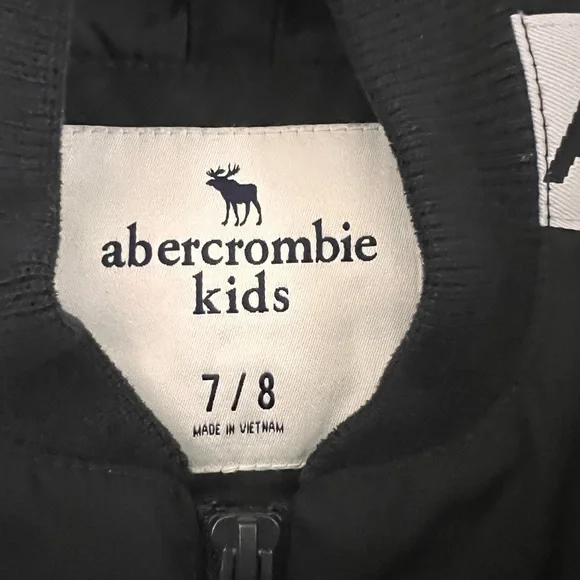 abercrombie
kids
7 / 8
MADE IN VIETNAM